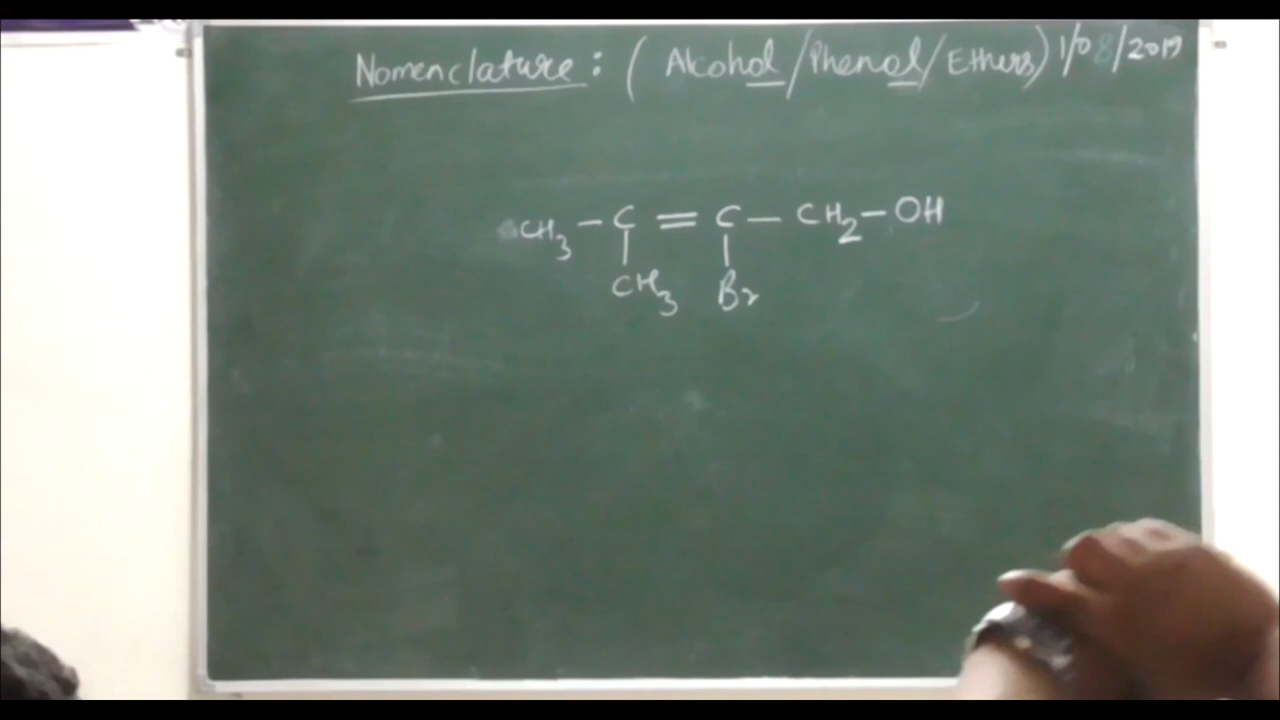 Nomenclature: (Alcohol/Phenol/Ethers) 1/08/2019
CH3 - C = C - CH2 - OH
CH3 Br